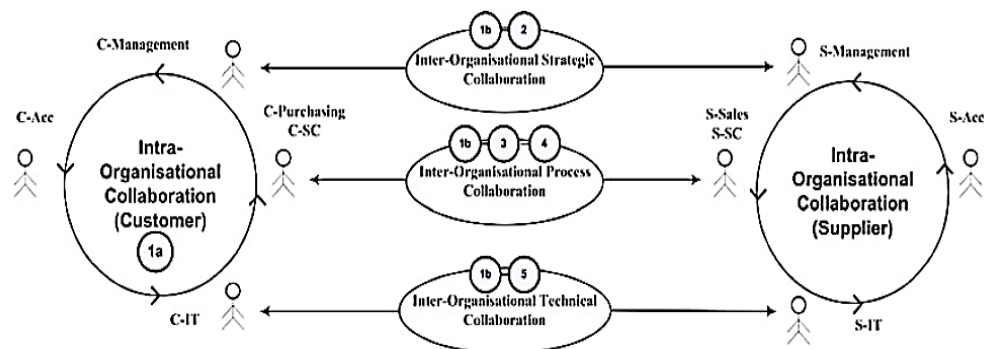 C-Management
1b 2
Inter-Organisational Strategic
Collaboration
S-Management
C-Acc
C-Purchasing
C-SC
S-Sales
S-SC
S-Acc
Intra-
Organisational
Collaboration
(Customer)
1a
1b 3 4
Inter-Organisational Process
Collaboration
Intra-
Organisational
Collaboration
(Supplier)
1b 5
Inter-Organisational Technical
Collaboration
C-IT
S-IT